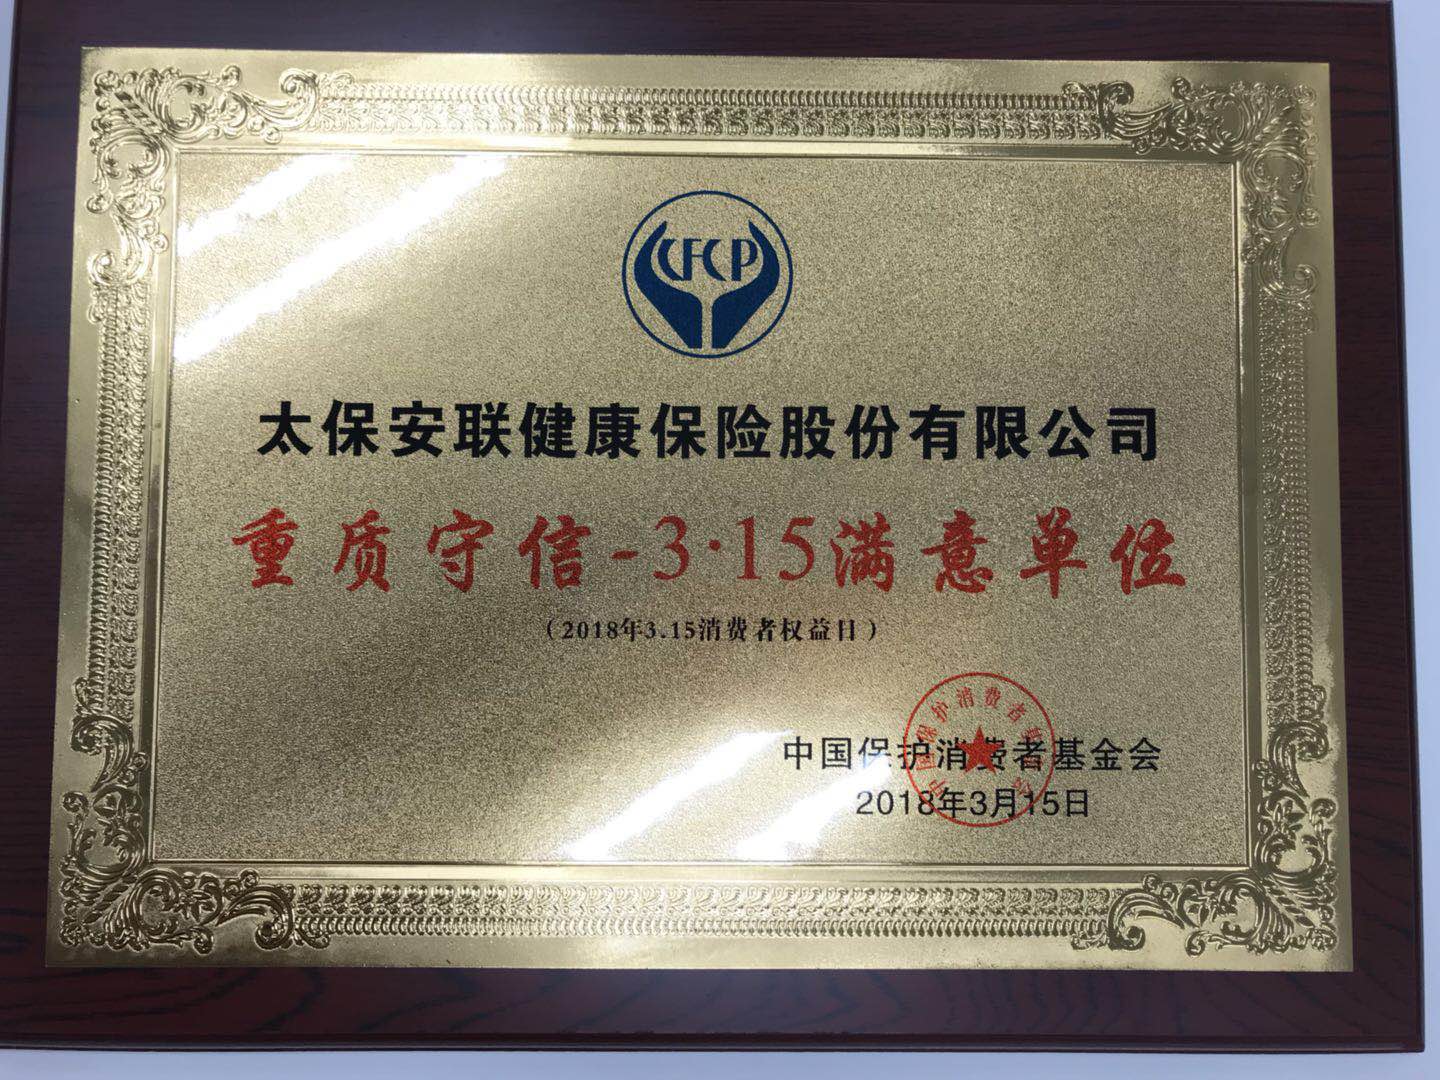 CFCP
太保安联健康保险股份有限公司
重质守信-3·15满意单位
（2018年3.15消费者权益日）
中国保护消费者基金会
2018年3月15日